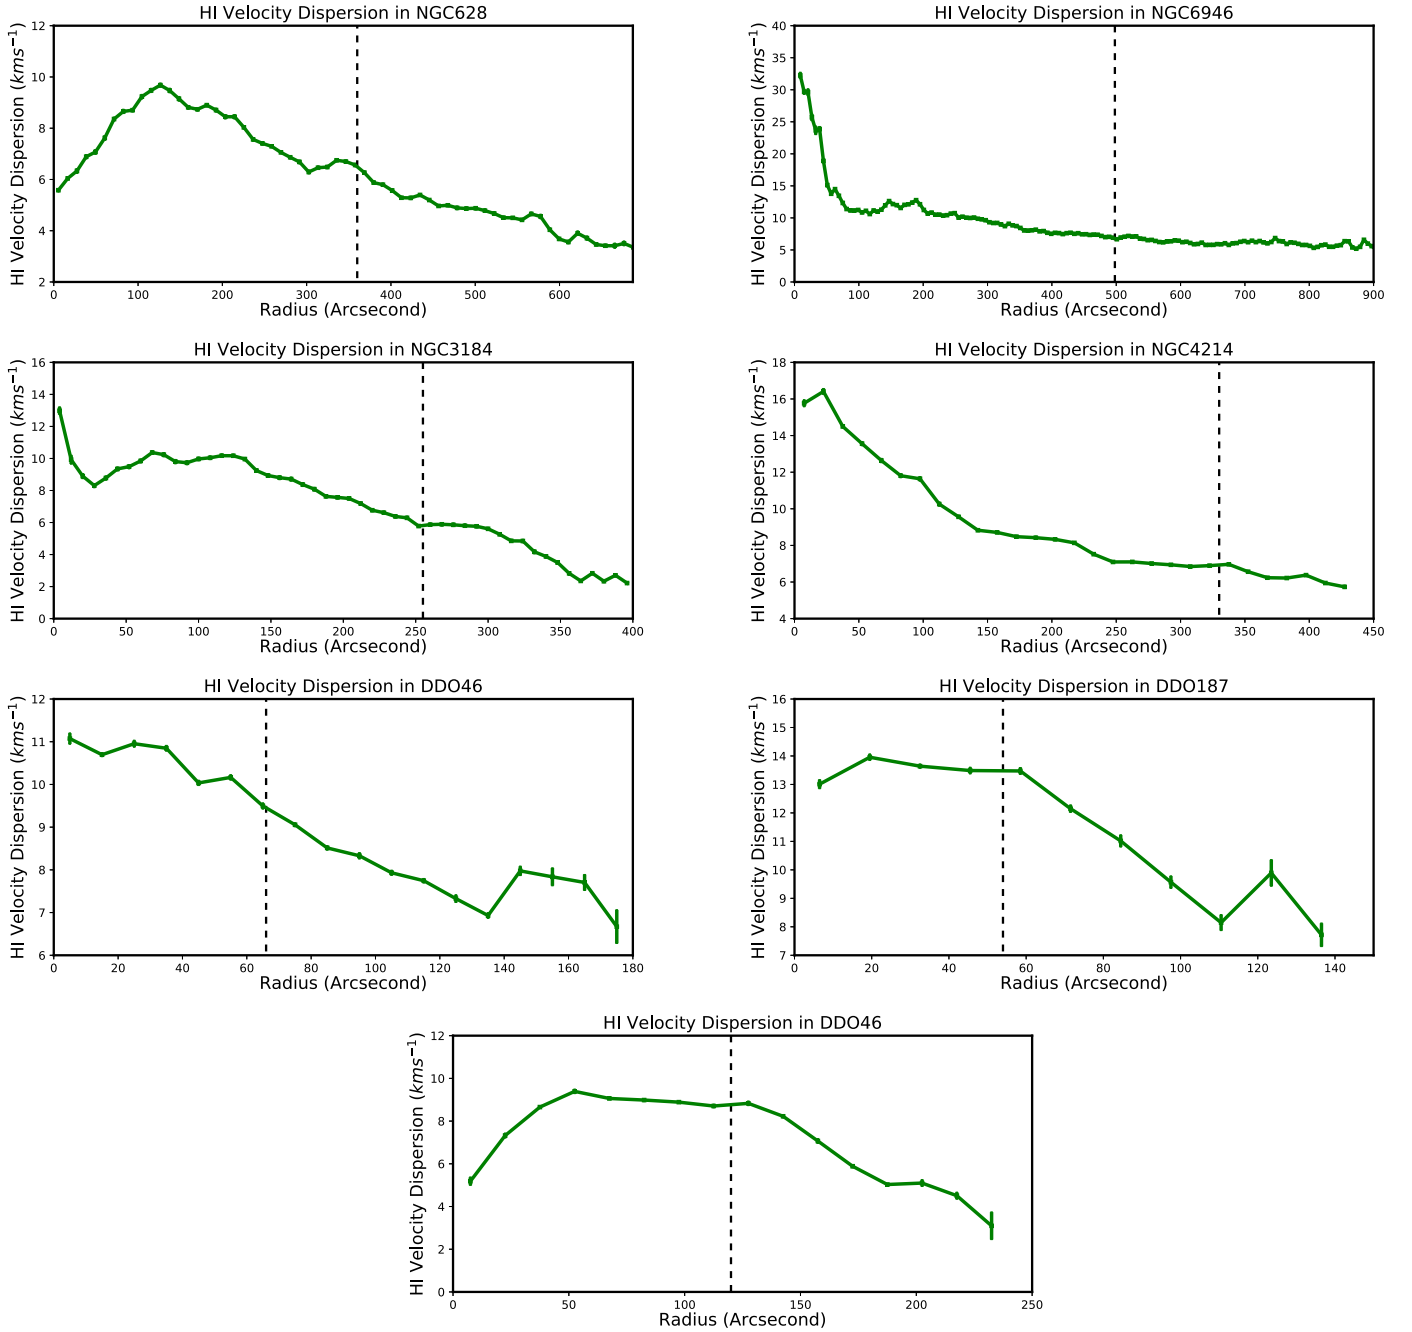 HI Velocity Dispersion in NGC628
HI Velocity Dispersion (kms⁻¹)
12
10
8
6
4
2
0 100 200 300 400 500 600
Radius (Arcsecond)
HI Velocity Dispersion in NGC6946
HI Velocity Dispersion (kms⁻¹)
40
35
30
25
20
15
10
5
0
0 100 200 300 400 500 600 700 800 900
Radius (Arcsecond)
HI Velocity Dispersion in NGC3184
HI Velocity Dispersion (kms⁻¹)
16
14
12
10
8
6
4
2
0
0 50 100 150 200 250 300 350 400
Radius (Arcsecond)
HI Velocity Dispersion in NGC4214
HI Velocity Dispersion (kms⁻¹)
18
16
14
12
10
8
6
4
0 50 100 150 200 250 300 350 400 450
Radius (Arcsecond)
HI Velocity Dispersion in DDO46
HI Velocity Dispersion (kms⁻¹)
12
11
10
9
8
7
6
0 20 40 60 80 100 120 140 160 180
Radius (Arcsecond)
HI Velocity Dispersion in DDO187
HI Velocity Dispersion (kms⁻¹)
16
15
14
13
12
11
10
9
8
7
0 20 40 60 80 100 120 140
Radius (Arcsecond)
HI Velocity Dispersion in DDO46
HI Velocity Dispersion (kms⁻¹)
12
10
8
6
4
2
0
0 50 100 150 200 250
Radius (Arcsecond)